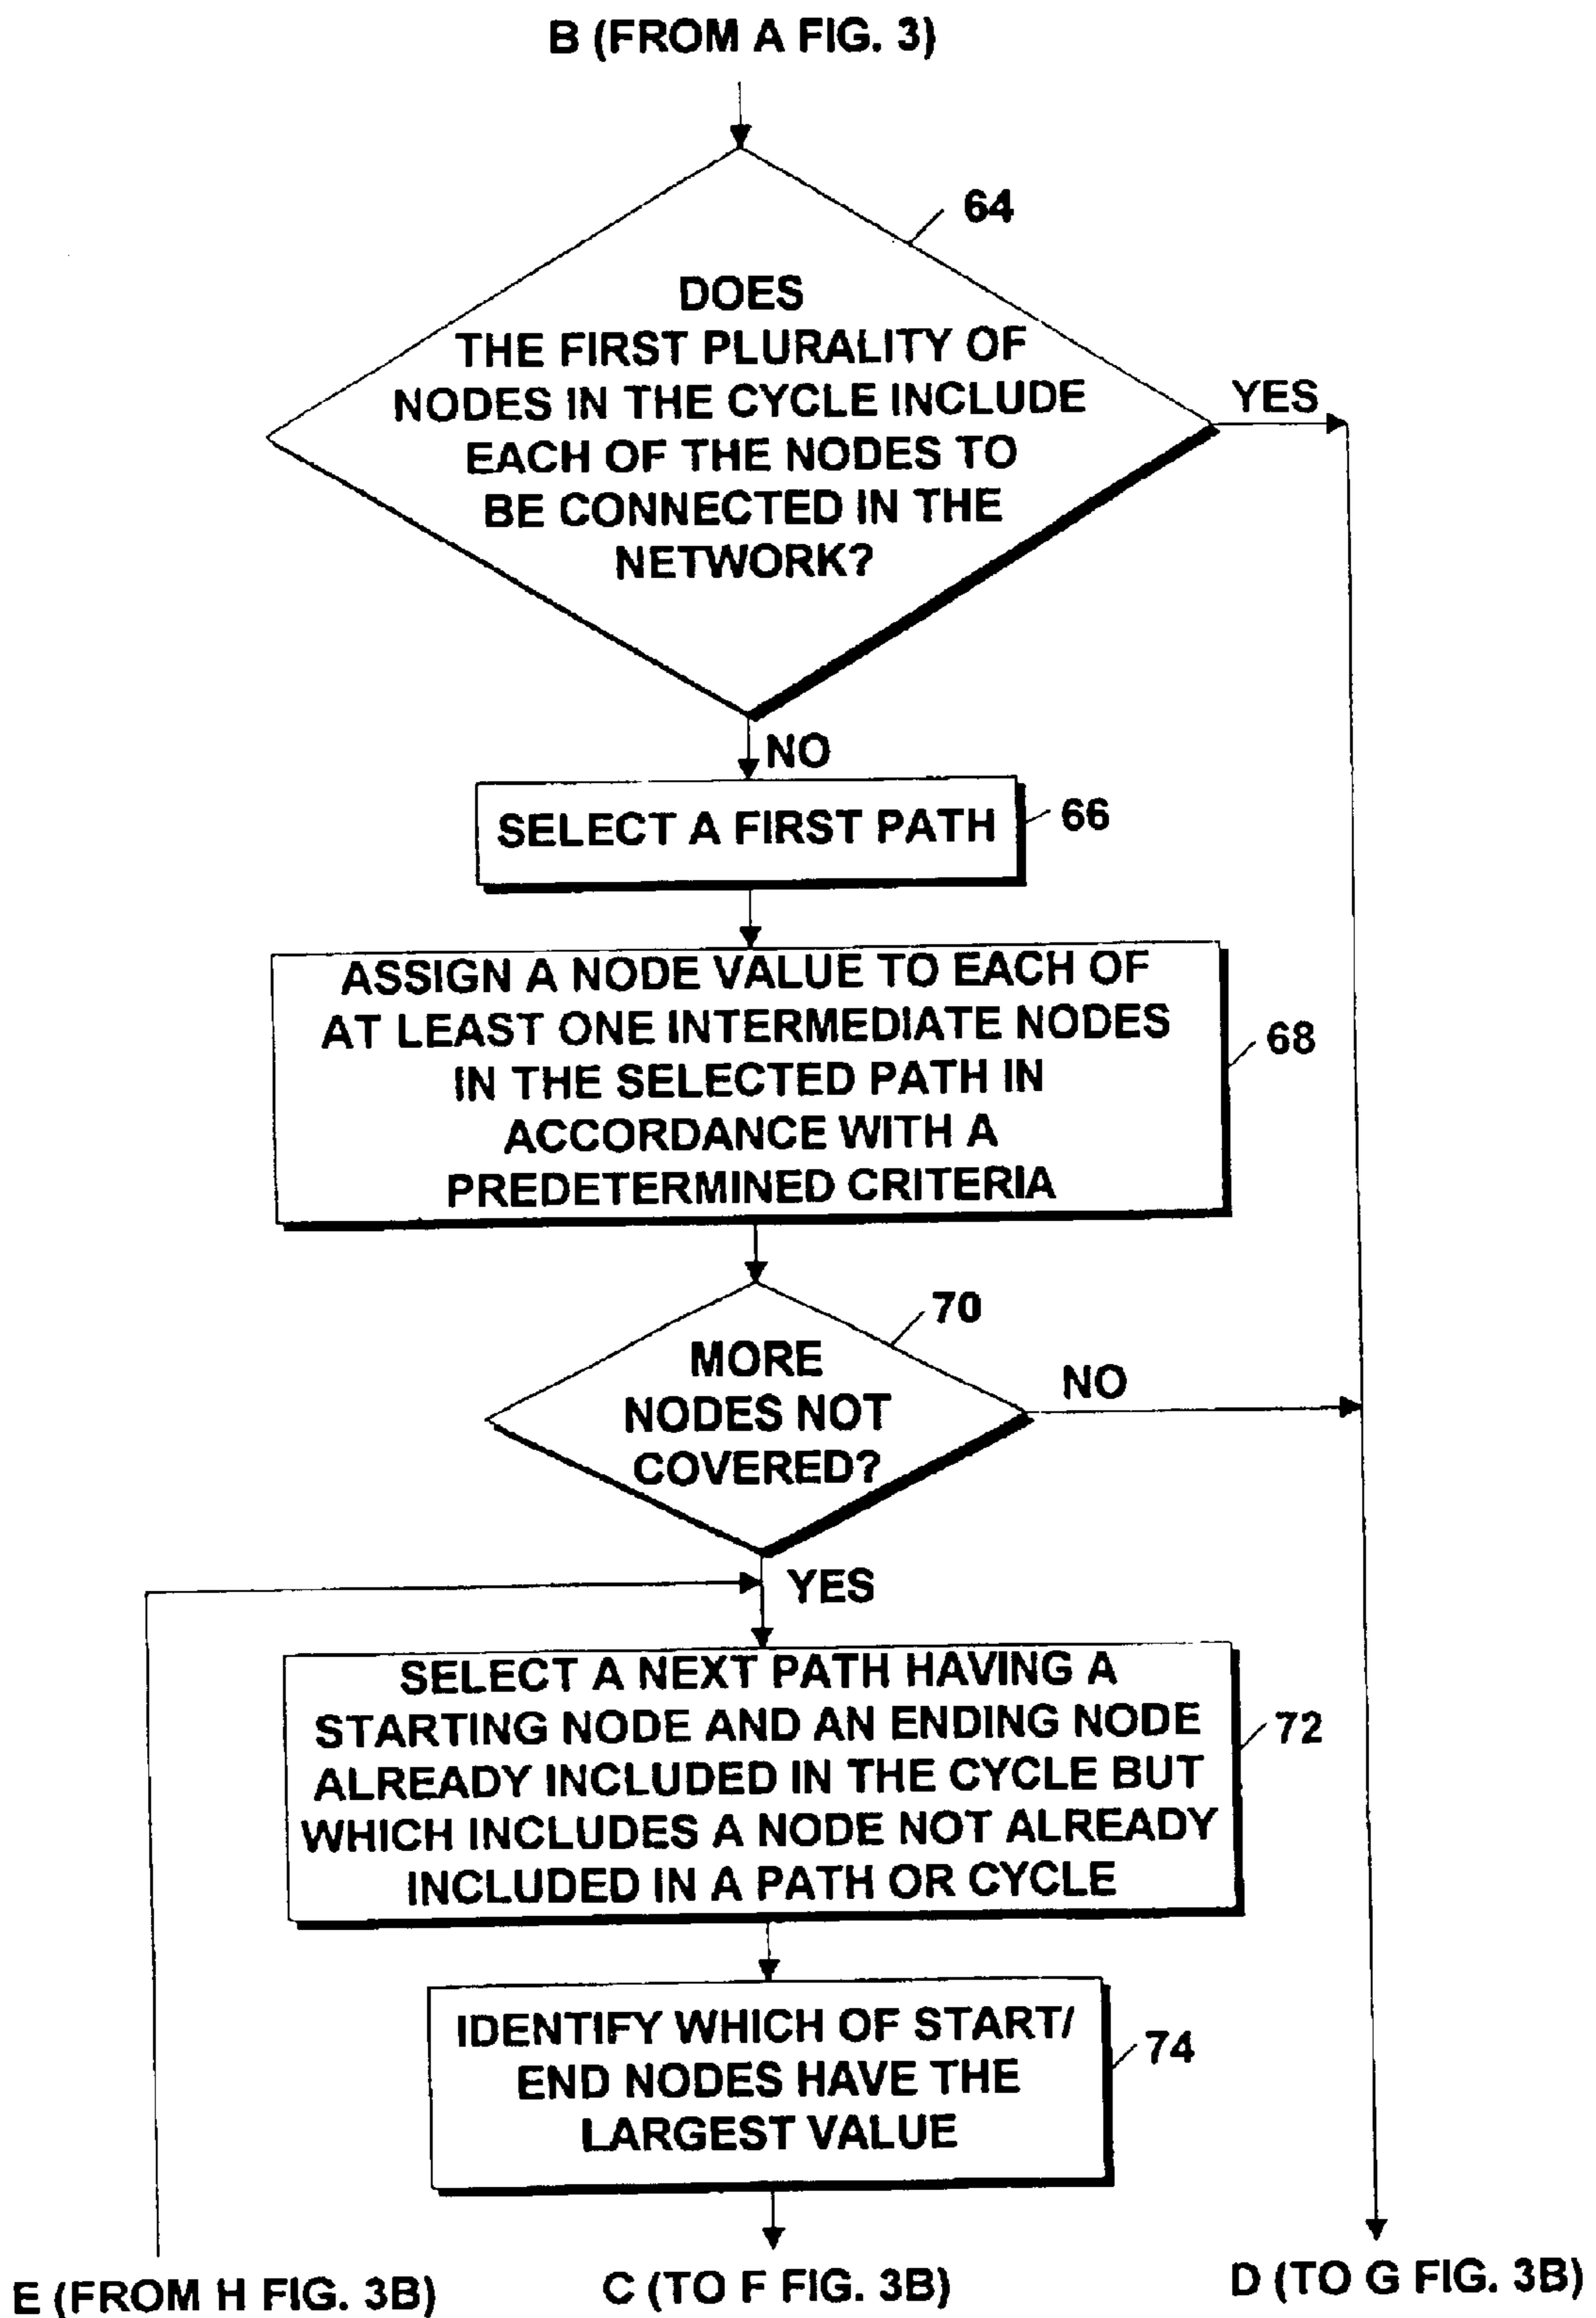 B (FROM A FIG. 3)
64
DOES
THE FIRST PLURALITY OF
NODES IN THE CYCLE INCLUDE
EACH OF THE NODES TO
BE CONNECTED IN THE
NETWORK?
YES
NO
SELECT A FIRST PATH
66
ASSIGN A NODE VALUE TO EACH OF
AT LEAST ONE INTERMEDIATE NODES
IN THE SELECTED PATH IN
ACCORDANCE WITH A
PREDETERMINED CRITERIA
68
70
MORE
NODES NOT
COVERED?
NO
YES
SELECT A NEXT PATH HAVING A
STARTING NODE AND AN ENDING NODE
ALREADY INCLUDED IN THE CYCLE BUT
WHICH INCLUDES A NODE NOT ALREADY
INCLUDED IN A PATH OR CYCLE
72
IDENTIFY WHICH OF START/
END NODES HAVE THE
LARGEST VALUE
74
E (FROM H FIG. 3B)
C (TO F FIG. 3B)
D (TO G FIG. 3B)